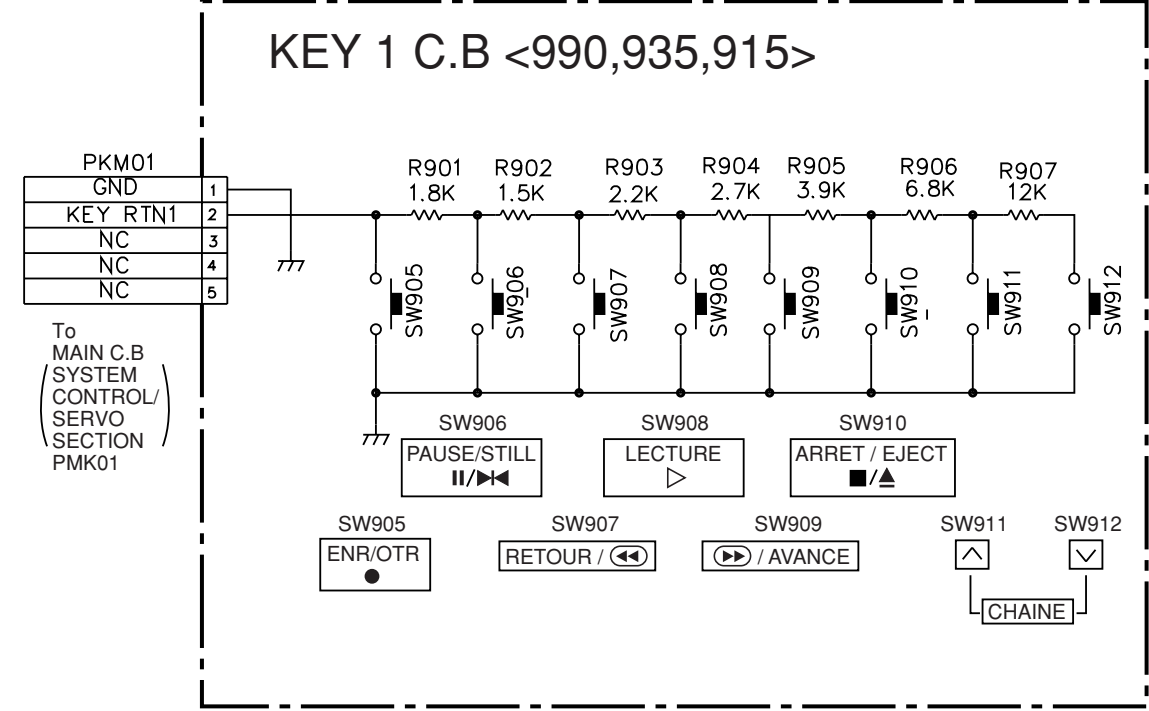 KEY 1 C.B <990,935,915>
PKM01
GND 1
KEY RTN1 2
NC 3
NC 4
NC 5
To
MAIN C.B
SYSTEM
CONTROL/
SERVO
SECTION
PMK01
R901 R902 R903 R904 R905 R906 R907
1.8K 1.5K 2.2K 2.7K 3.9K 6.8K 12K
SW905 SW906 SW907 SW908 SW909 SW910 SW911 SW912
SW906 SW908 SW910
PAUSE/STILL LECTURE ARRET / EJECT
SW905 SW907 SW909 SW911 SW912
ENR/OTR RETOUR / / AVANCE
CHAINE